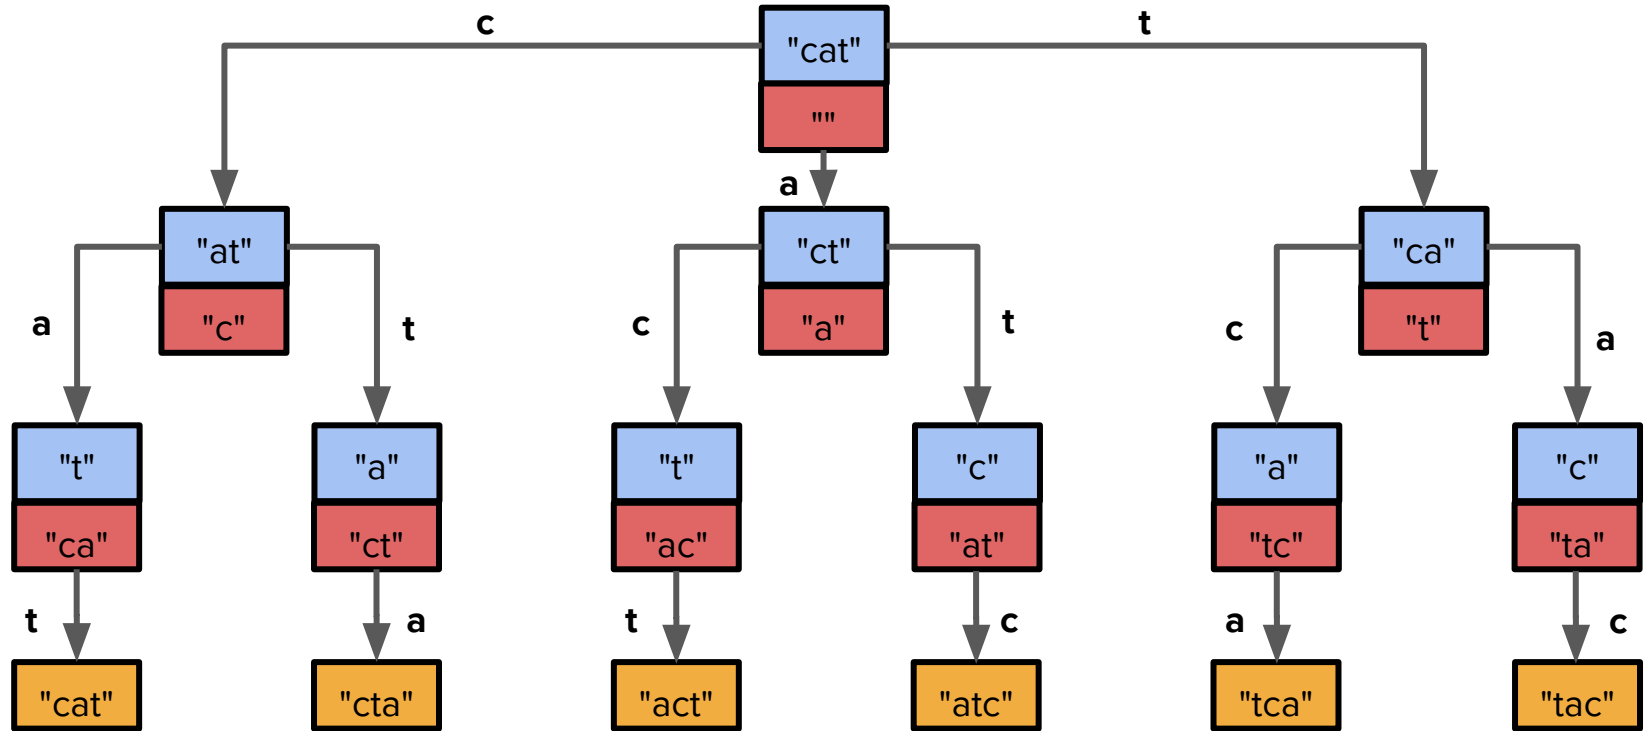 c
t
"cat"
""
a
"at"
"c"
"ct"
"a"
"ca"
"t"
a
t
c
t
c
a
"t"
"ca"
"a"
"ct"
"t"
"ac"
"c"
"at"
"a"
"tc"
"c"
"ta"
t
a
t
c
a
c
"cat"
"cta"
"act"
"atc"
"tca"
"tac"